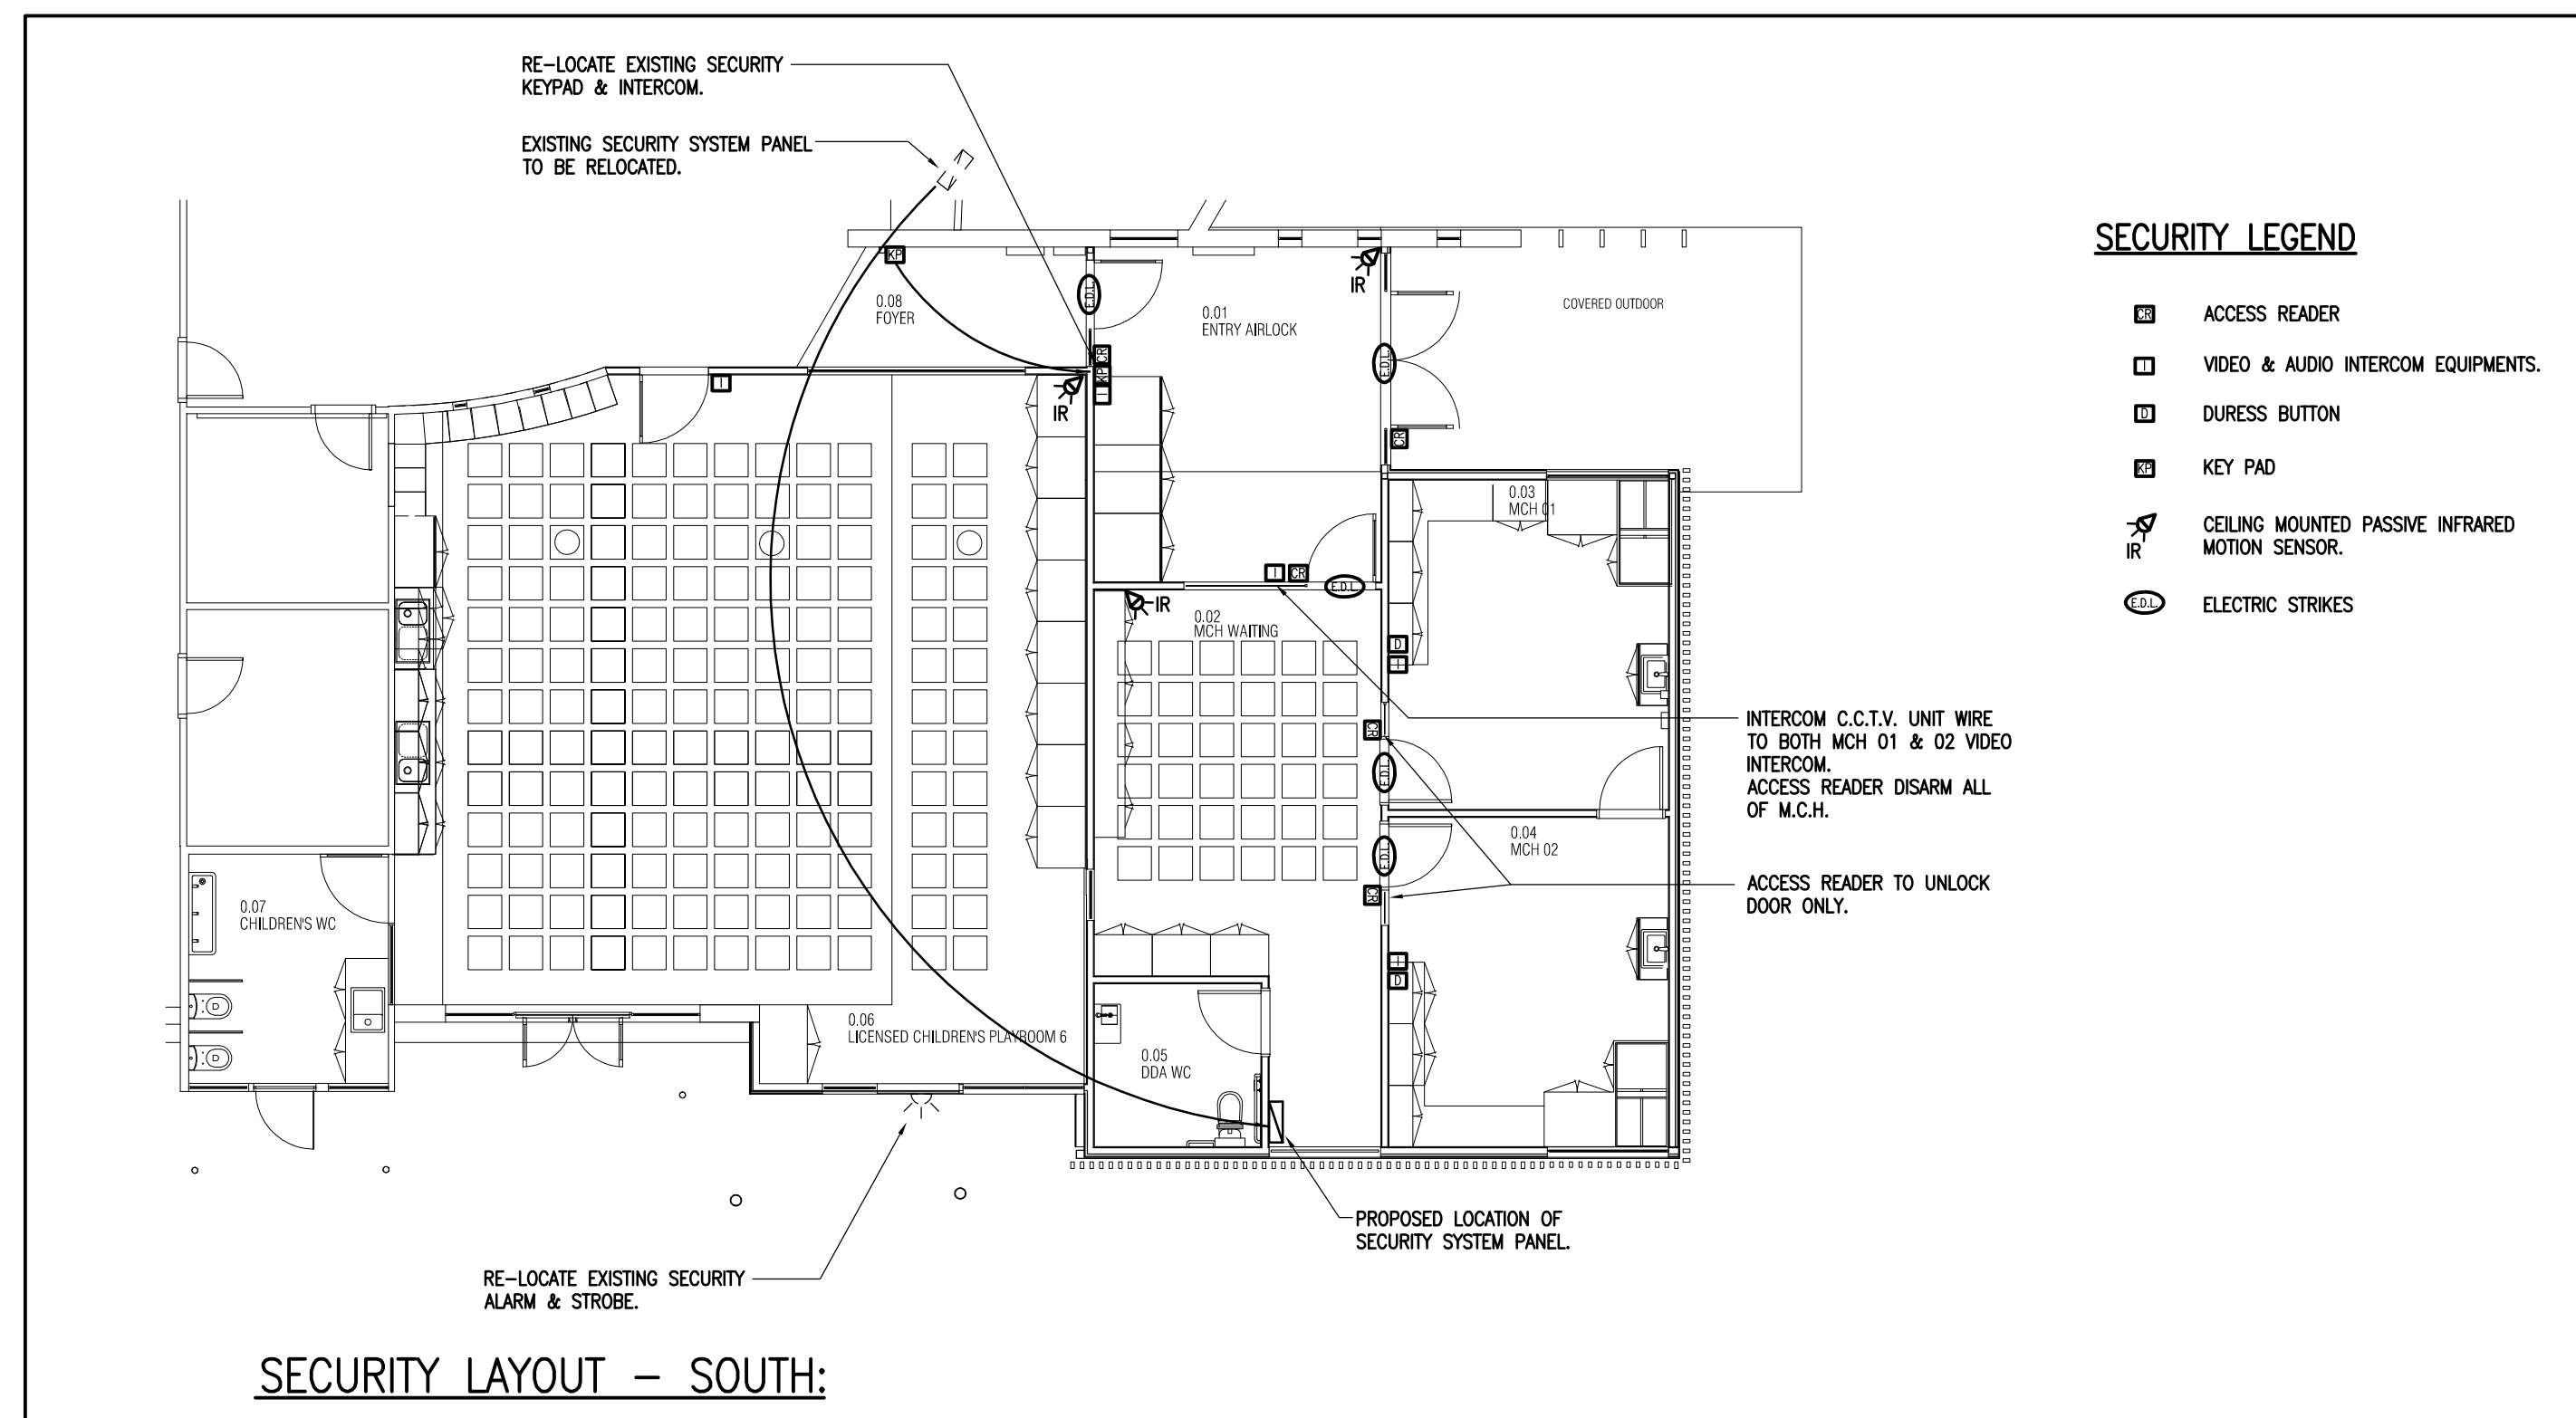 RE-LOCATE EXISTING SECURITY
KEYPAD & INTERCOM.
EXISTING SECURITY SYSTEM PANEL
TO BE RELOCATED.
KP
E.D.L.
IR
0.08
FOYER
0.01
ENTRY AIRLOCK
COVERED OUTDOOR
CR
KP
I
IR
I
E.D.L.
CR
0.03
MCH 01
I
CR
E.D.L.
IR
0.02
MCH WAITING
D
I
CR
E.D.L.
INTERCOM C.C.T.V. UNIT WIRE
TO BOTH MCH 01 & 02 VIDEO
INTERCOM.
ACCESS READER DISARM ALL
OF M.C.H.
E.D.L.
0.04
MCH 02
CR
ACCESS READER TO UNLOCK
DOOR ONLY.
0.07
CHILDREN'S WC
I
D
D
D
0.06
LICENSED CHILDREN'S PLAYROOM 6
0.05
DDA WC
PROPOSED LOCATION OF
SECURITY SYSTEM PANEL.
RE-LOCATE EXISTING SECURITY
ALARM & STROBE.
SECURITY LAYOUT - SOUTH:
SECURITY LEGEND
CR ACCESS READER
I VIDEO & AUDIO INTERCOM EQUIPMENTS.
D DURESS BUTTON
KP KEY PAD
CEILING MOUNTED PASSIVE INFRARED
IR MOTION SENSOR.
E.D.L. ELECTRIC STRIKES